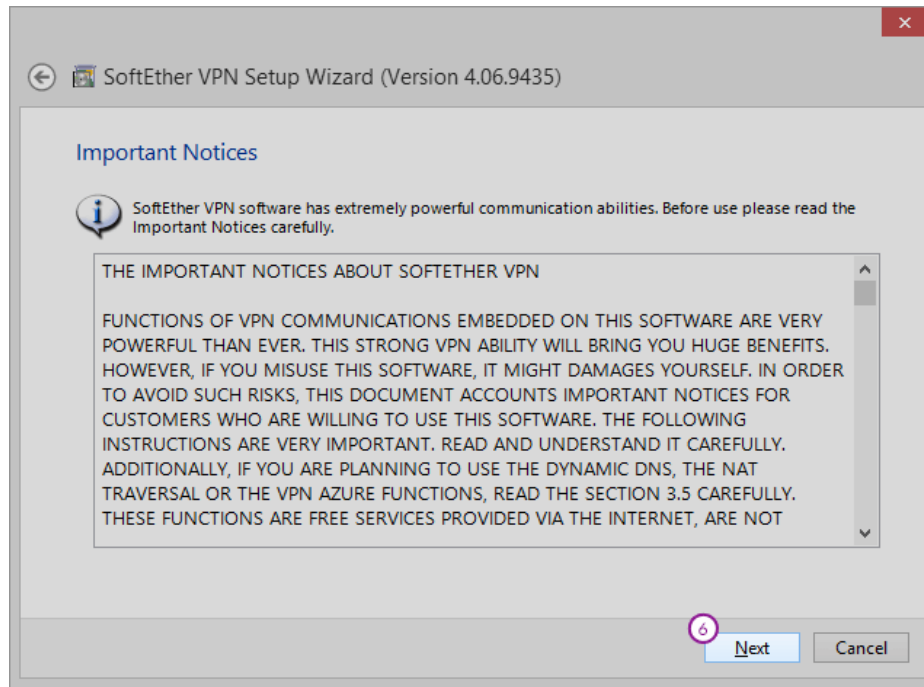 SoftEther VPN Setup Wizard (Version 4.06.9435)
Important Notices
SoftEther VPN software has extremely powerful communication abilities. Before use please read the
Important Notices carefully.
THE IMPORTANT NOTICES ABOUT SOFTETHER VPN
FUNCTIONS OF VPN COMMUNICATIONS EMBEDDED ON THIS SOFTWARE ARE VERY
POWERFUL THAN EVER. THIS STRONG VPN ABILITY WILL BRING YOU HUGE BENEFITS.
HOWEVER, IF YOU MISUSE THIS SOFTWARE, IT MIGHT DAMAGES YOURSELF. IN ORDER
TO AVOID SUCH RISKS, THIS DOCUMENT ACCOUNTS IMPORTANT NOTICES FOR
CUSTOMERS WHO ARE WILLING TO USE THIS SOFTWARE. THE FOLLOWING
INSTRUCTIONS ARE VERY IMPORTANT. READ AND UNDERSTAND IT CAREFULLY.
ADDITIONALLY, IF YOU ARE PLANNING TO USE THE DYNAMIC DNS, THE NAT
TRAVERSAL OR THE VPN AZURE FUNCTIONS, READ THE SECTION 3.5 CAREFULLY.
THESE FUNCTIONS ARE FREE SERVICES PROVIDED VIA THE INTERNET, ARE NOT
6
Next
Cancel